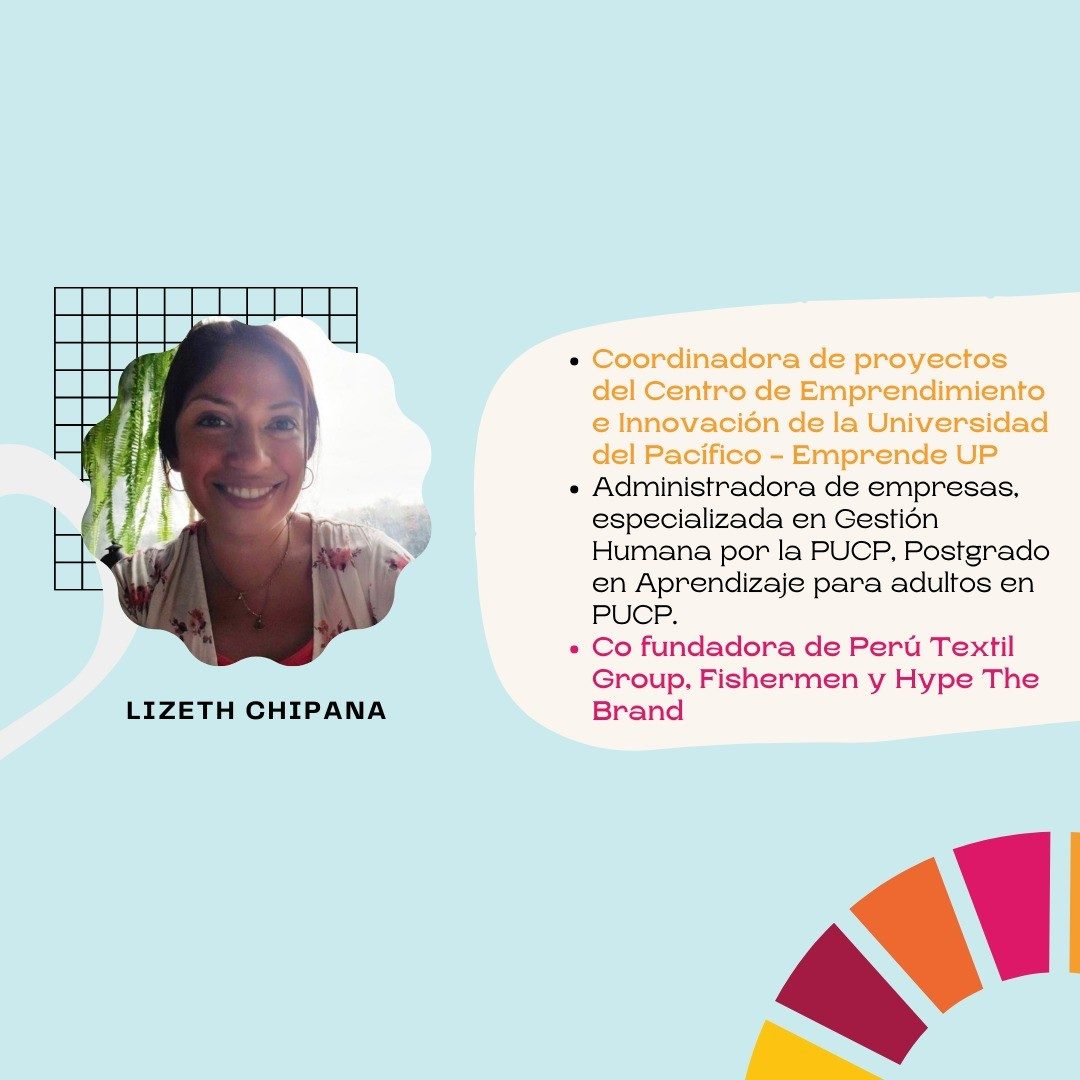 LIZETH CHIPANA
• Coordinadora de proyectos
del Centro de Emprendimiento
e Innovación de la Universidad
del Pacífico - Emprende UP
• Administradora de empresas,
especializada en Gestión
Humana por la PUCP, Postgrado
en Aprendizaje para adultos en
PUCP.
• Co fundadora de Perú Textil
Group, Fishermen y Hype The
Brand